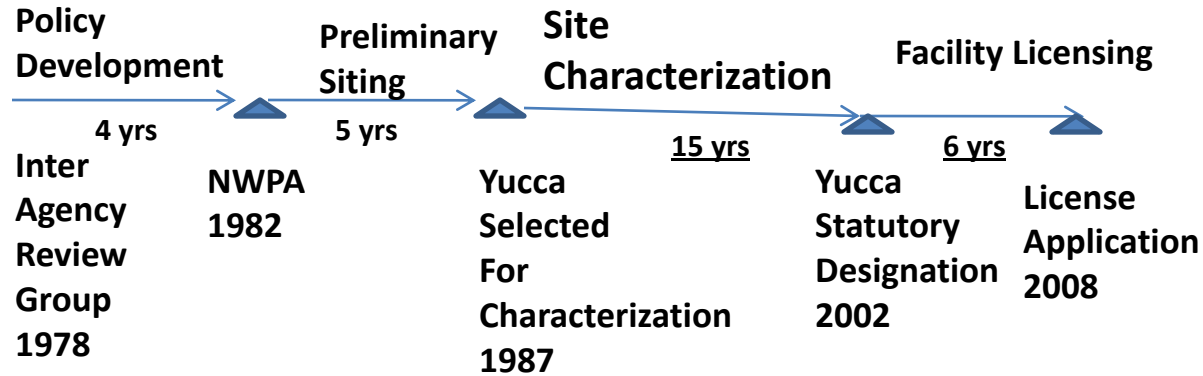 Policy
Development
Preliminary
Siting
Site
Characterization
Facility Licensing
4 yrs
5 yrs
15 yrs
6 yrs
Inter
Agency
Review
Group
1978
NWPA
1982
Yucca
Selected
For
Characterization
1987
Yucca
Statutory
Designation
2002
License
Application
2008